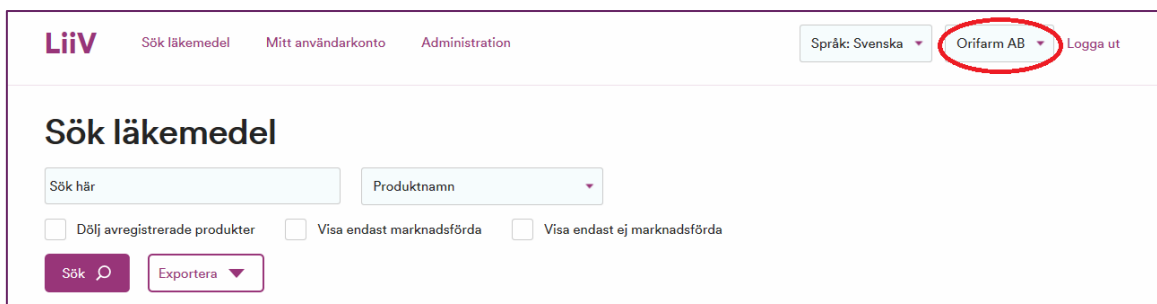 LiiV Sök läkemedel Mitt användarkonto Administration Språk: Svenska Orifarm AB Logga ut
Sök läkemedel
Sök här Produktnamn
Dölj avregistrerade produkter Visa endast marknadsförda Visa endast ej marknadsförda
Sök Exportera